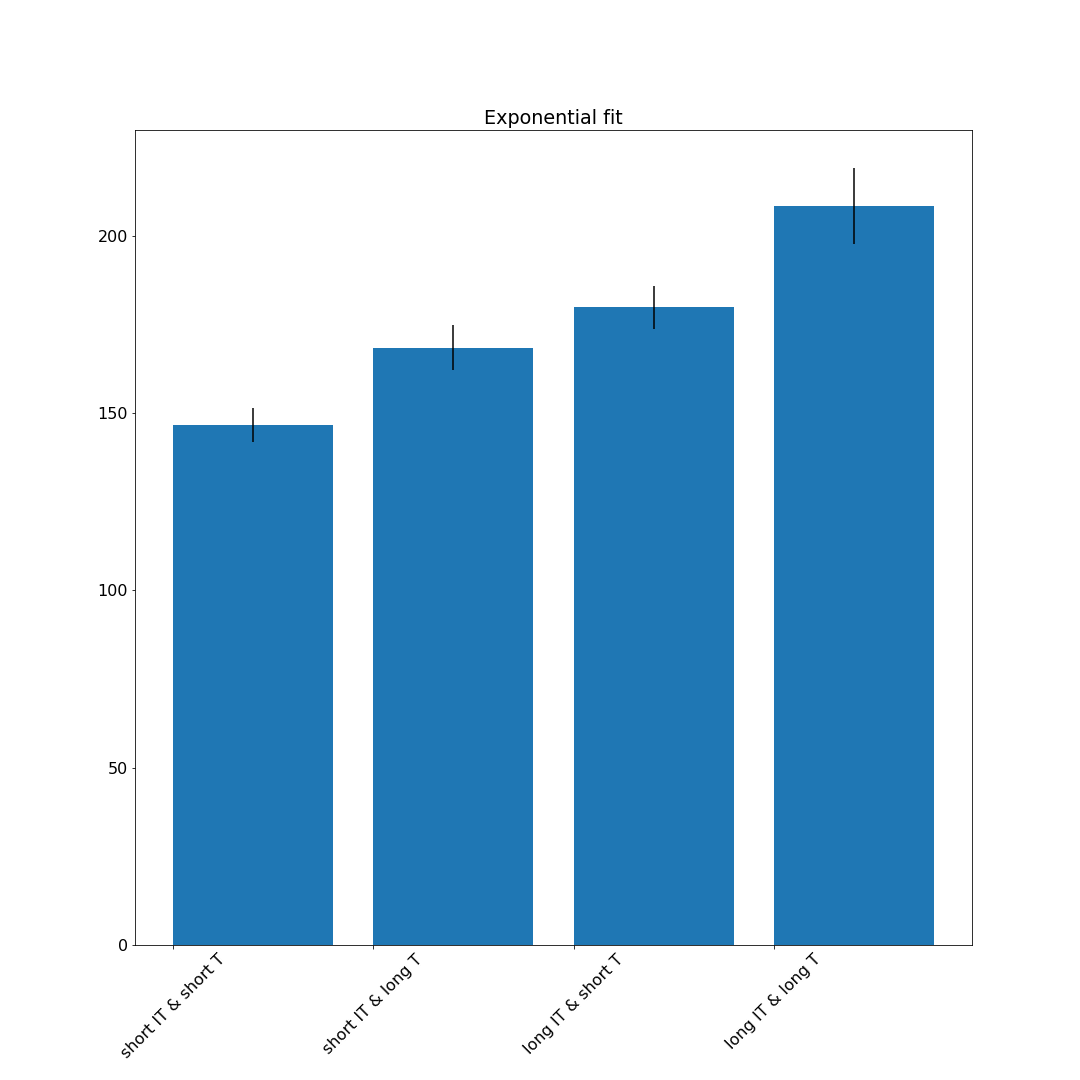 Exponential fit
200
150
100
50
0
short IT & short T
short IT & long T
long IT & short T
long IT & long T